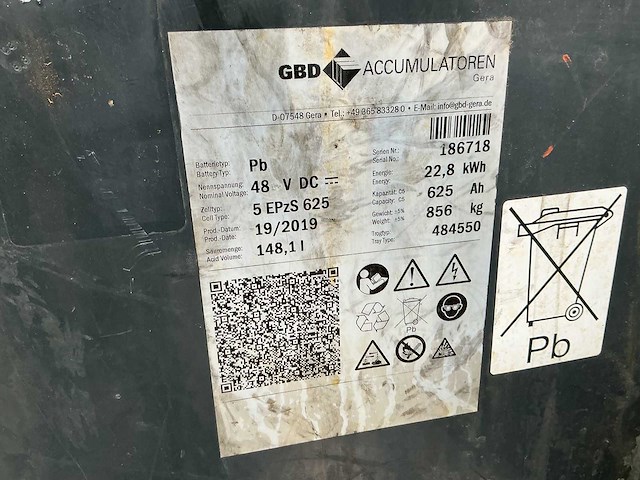 GBD ACCUMULATOREN
Gera
D-07548 Gera • Tel.: +49 365 83328 0 • E-Mail: info@gbd-gera.de
Batterietyp: Pb
Battery-Type:
Nennspannung: 48 V DC
Nominal Voltage:
Zelltyp: 5 EPzS 625
Cell Type:
Prod.-Datum: 19/2019
Prod.-Date:
Säuremenge: 148,1 l
Acid Volume:
Serien Nr.: 186718
Serial No.:
Energie: 22,8 kWh
Energy:
Kapazität: C5 625 Ah
Capacity: C5
Gewicht: ±5% 856 kg
Weight: ±5%
Trogtyp: 484550
Tray Type:
Pb
Pb